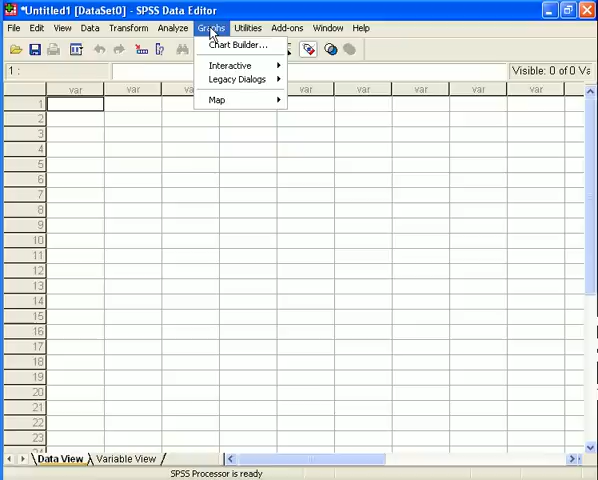 *Untitled1 [DataSet0] - SPSS Data Editor
File Edit View Data Transform Analyze Graphs Utilities Add-ons Window Help
Chart Builder...
Interactive
Legacy Dialogs
Map
1 :
Visible: 0 of 0 Va
var var var var var var var var var
1
2
3
4
5
6
7
8
9
10
11
12
13
14
15
16
17
18
19
20
21
22
23
Data View Variable View
SPSS Processor is ready